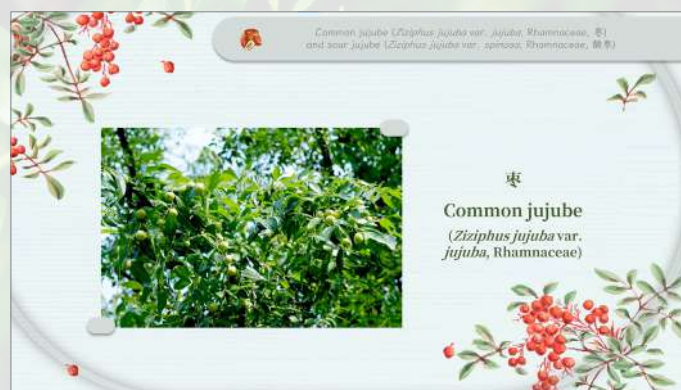 Common jujube (Ziziphus jujuba var. jujuba, Rhamnaceae, 枣)
and sour jujube (Ziziphus jujuba var. spinosa, Rhamnaceae, 酸枣)
枣
Common jujube
(Ziziphus jujuba var.
jujuba, Rhamnaceae)